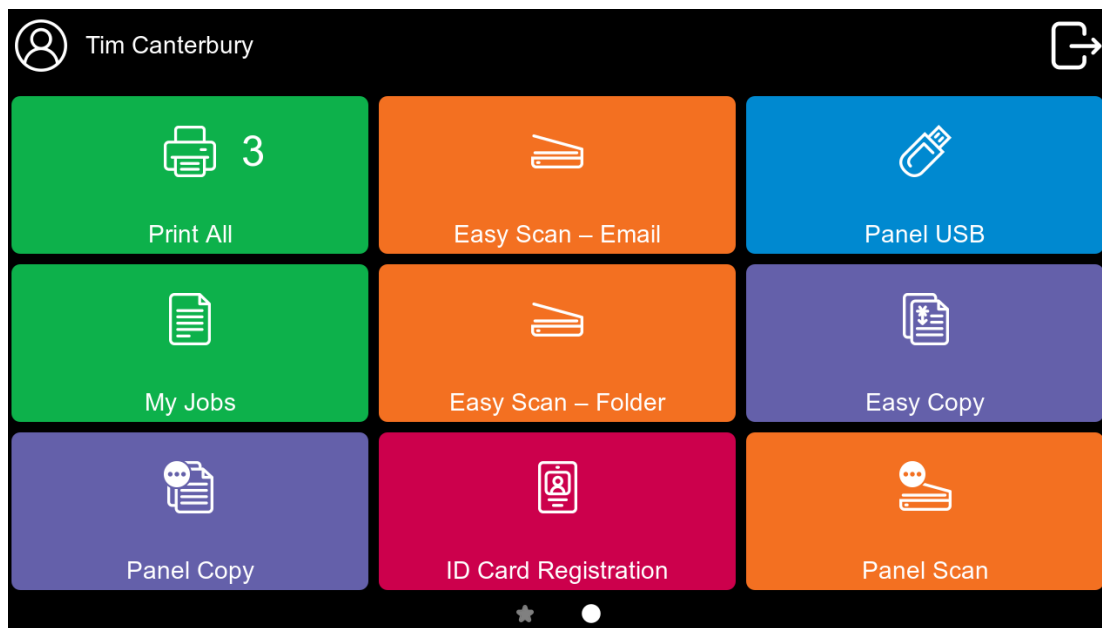 Tim Canterbury
3
Print All
Easy Scan – Email
Panel USB
My Jobs
Easy Scan – Folder
Easy Copy
Panel Copy
ID Card Registration
Panel Scan